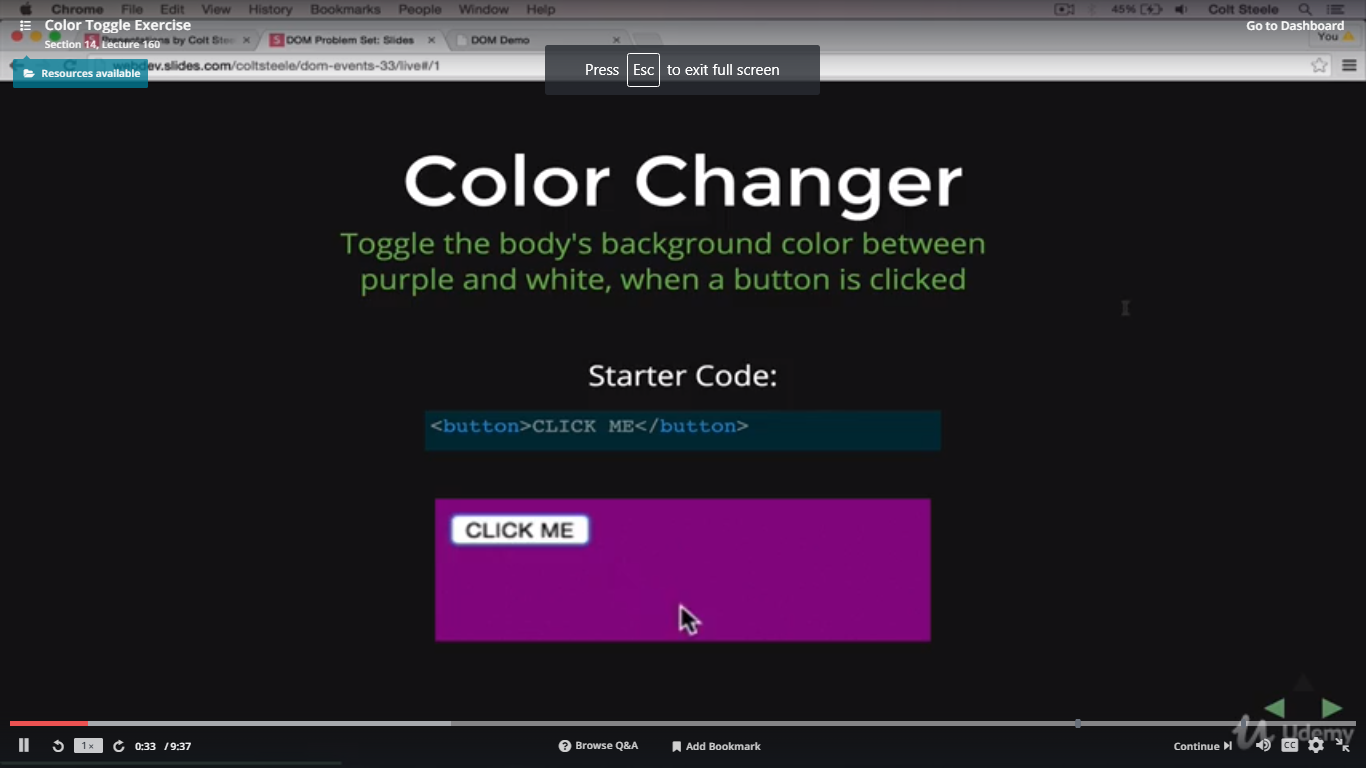 Chrome File Edit View History Bookmarks People Window Help 45% Colt Steele
Color Toggle Exercise
Go to Dashboard
Section 14, Lecture 160
Presentations by Colt Stee
DOM Problem Set: Slides
DOM Demo
You
webdev.slides.com/coltsteele/dom-events-33/live#/1
Resources available
Press Esc to exit full screen
Color Changer
Toggle the body's background color between
purple and white, when a button is clicked
Starter Code:
<button>CLICK ME</button>
CLICK ME
1× 0:33 / 9:37 Browse Q&A Add Bookmark Continue CC
Udemy